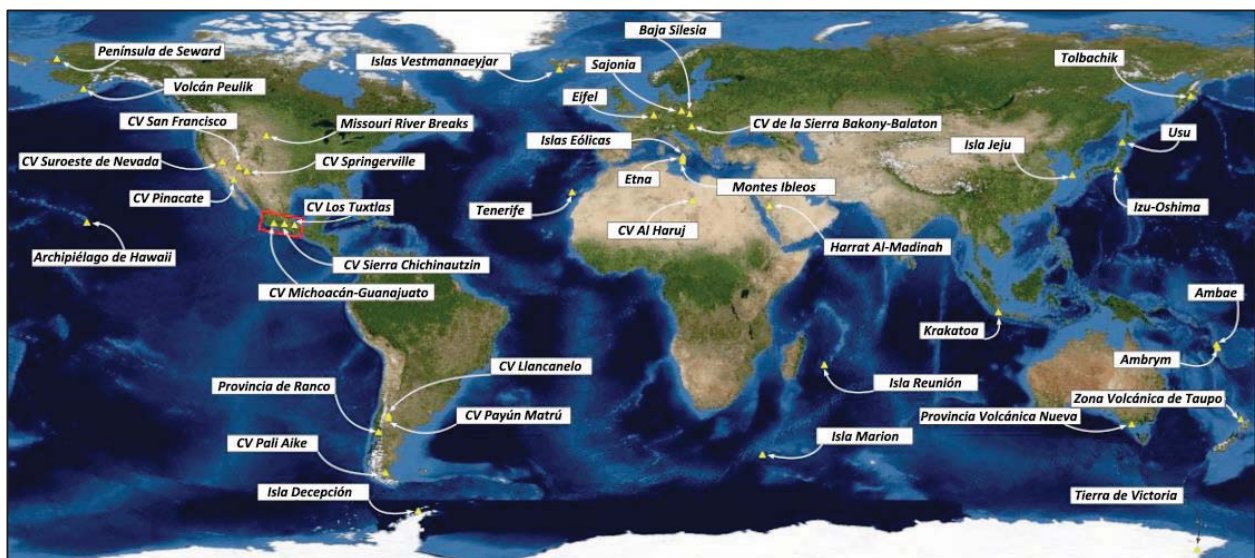 Baja Silesia
Península de Seward
Islas Vestmannaeyjar
Sajonia
Tolbachik
Volcán Peulik
Eifel
CV San Francisco
Missouri River Breaks
CV de la Sierra Bakony-Balaton
Usu
Islas Eólicas
Isla Jeju
CV Suroeste de Nevada
CV Springerville
Etna
Montes Ibleos
CV Pinacate
CV Los Tuxtlas
Tenerife
CV Al Haruj
Izu-Oshima
Harrat Al-Madinah
Archipiélago de Hawaii
CV Sierra Chichinautzin
CV Michoacán-Guanajuato
Ambae
Krakatoa
Ambrym
CV Llancanelo
Isla Reunión
Provincia de Ranco
Zona Volcánica de Taupo
CV Payún Matrú
Provincia Volcánica Nueva
CV Pali Aike
Isla Marion
Isla Decepción
Tierra de Victoria